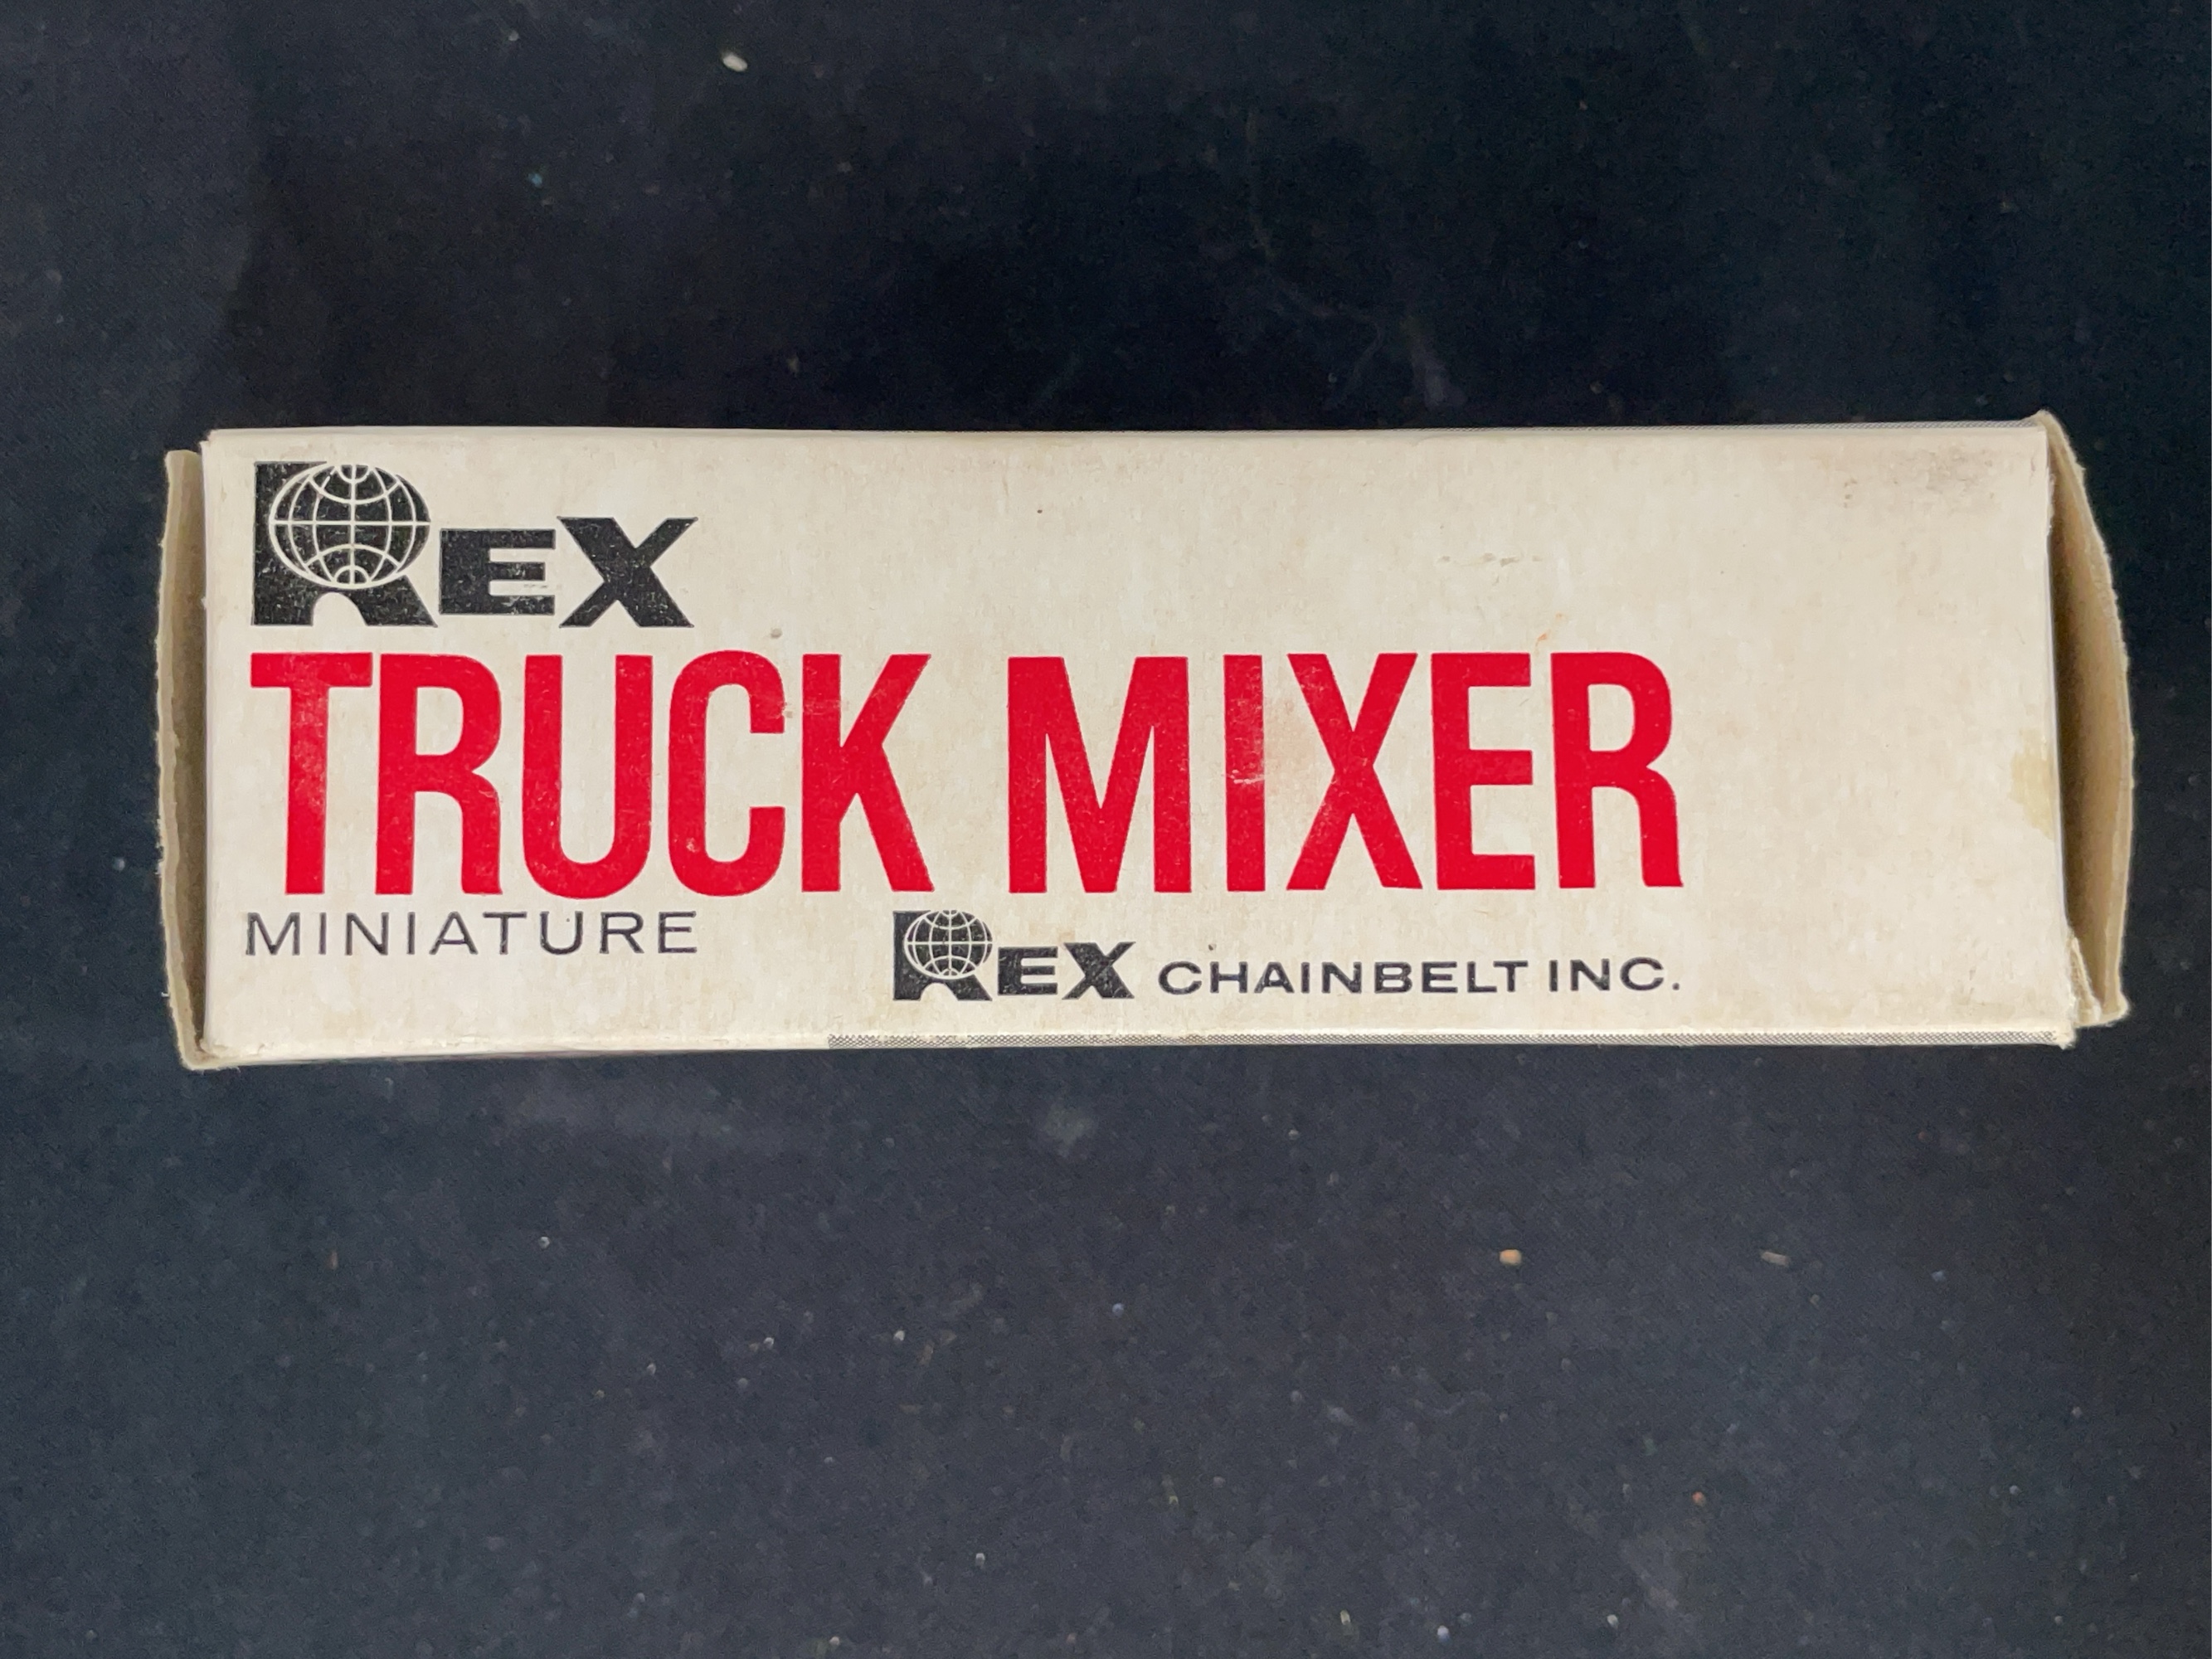 REX
TRUCK MIXER
MINIATURE
REX CHAINBELT INC.